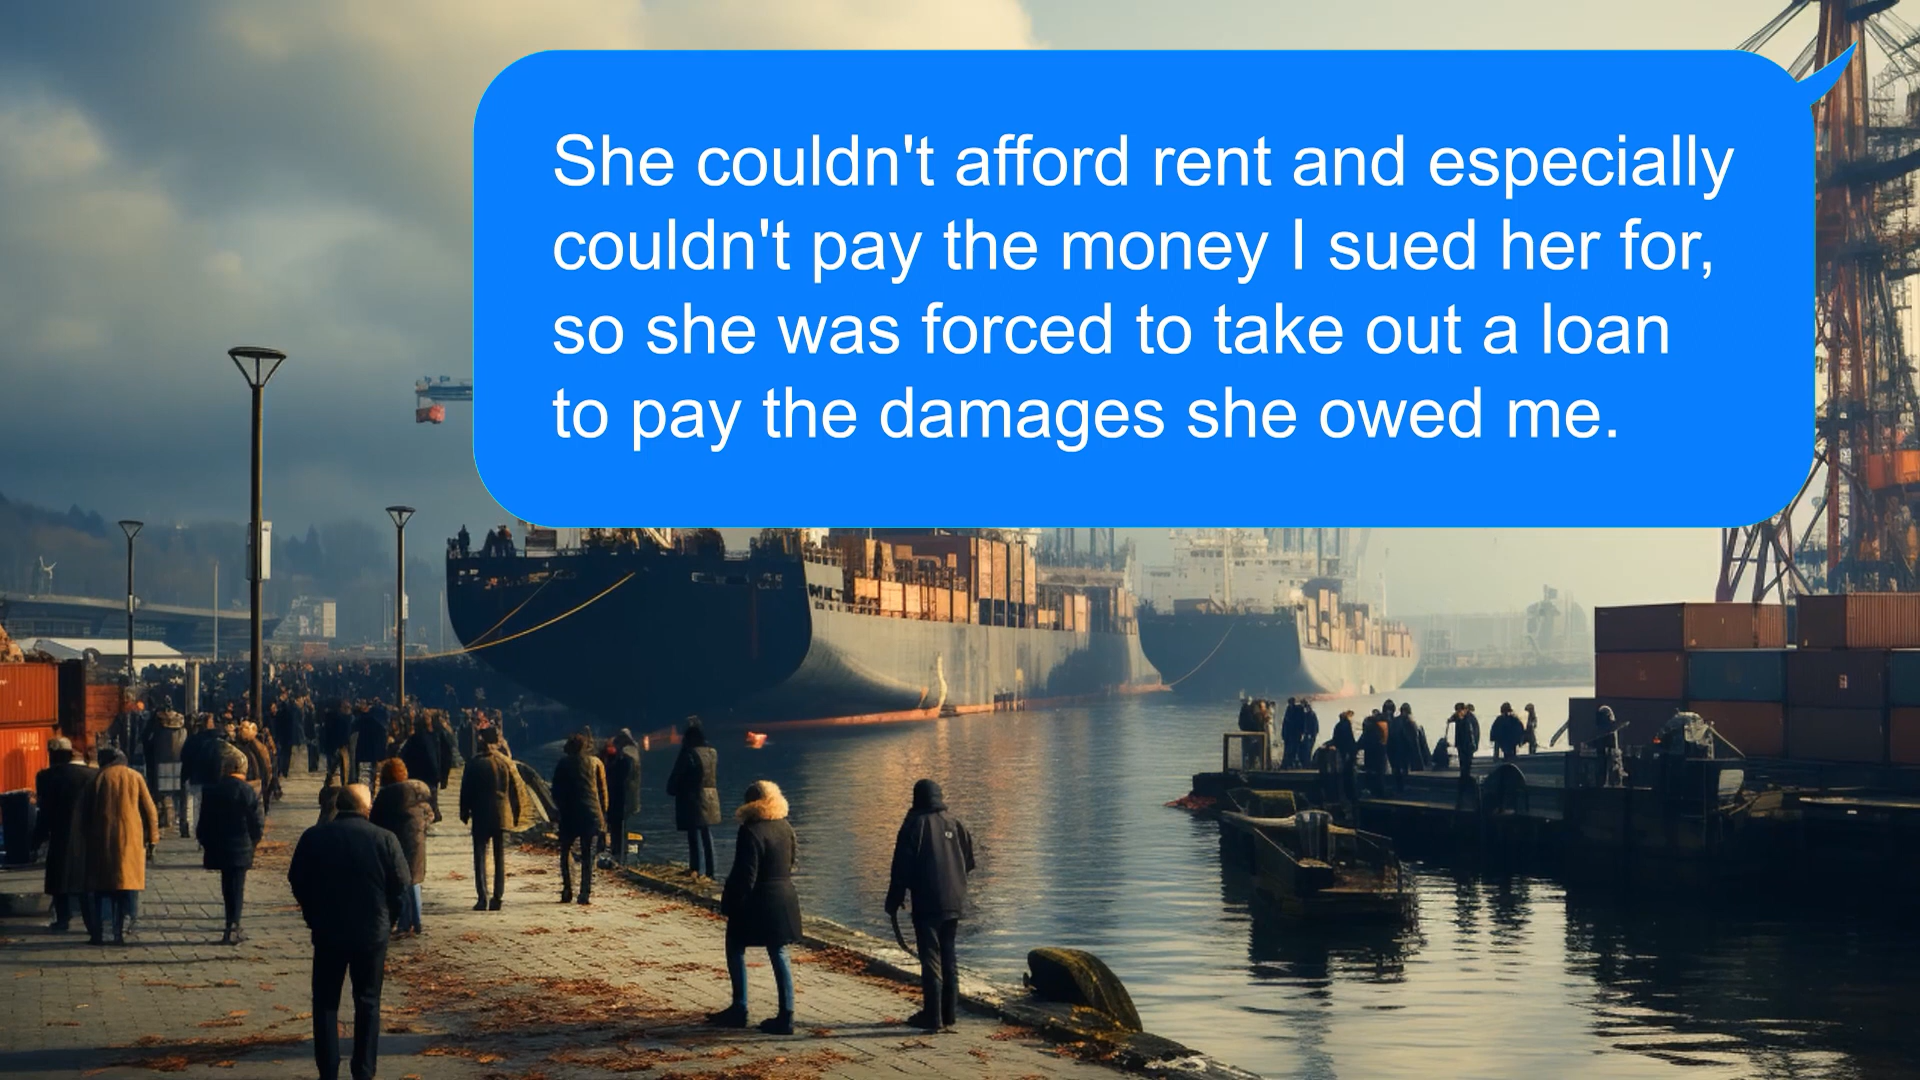 She couldn't afford rent and especially
couldn't pay the money I sued her for,
so she was forced to take out a loan
to pay the damages she owed me.